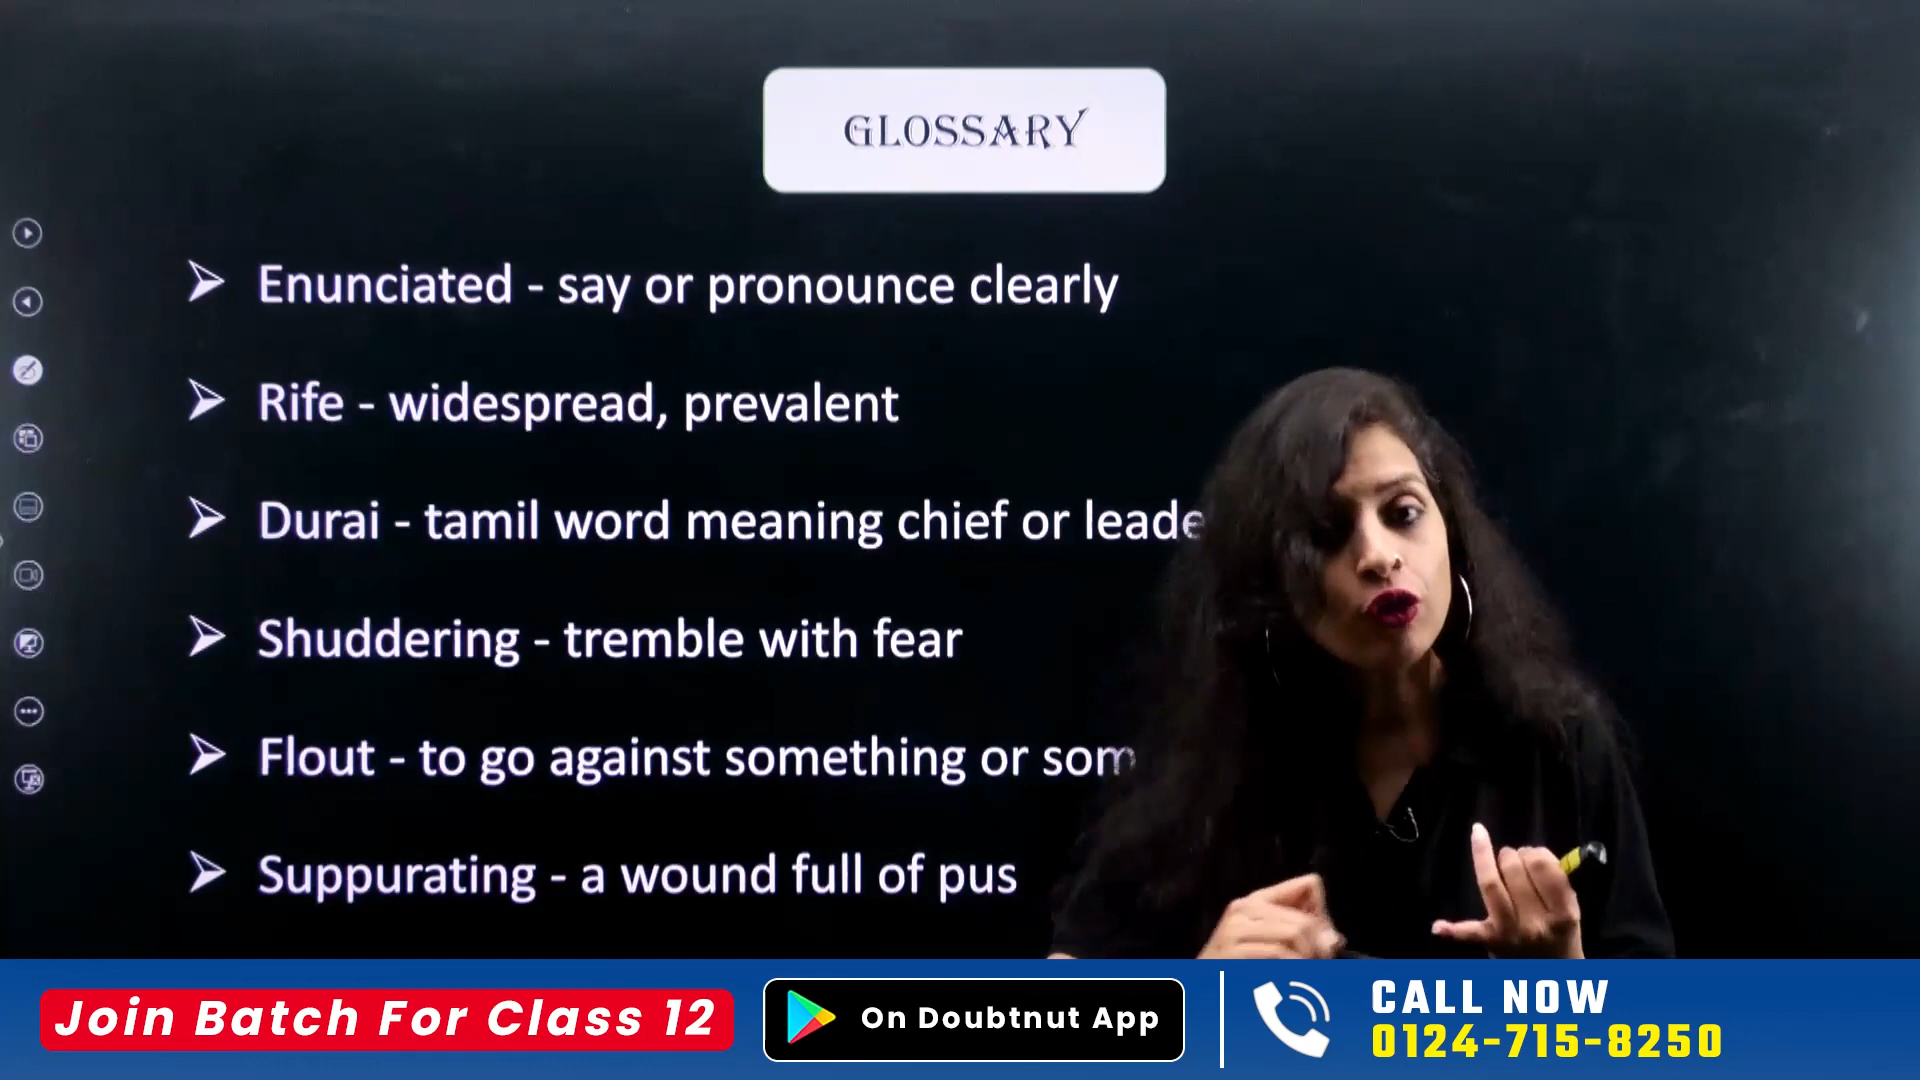 GLOSSARY
Enunciated - say or pronounce clearly
Rife - widespread, prevalent
Durai - tamil word meaning chief or leade
Shuddering - tremble with fear
Flout - to go against something or som
Suppurating - a wound full of pus
Join Batch For Class 12
On Doubtnut App
CALL NOW
0124-715-8250